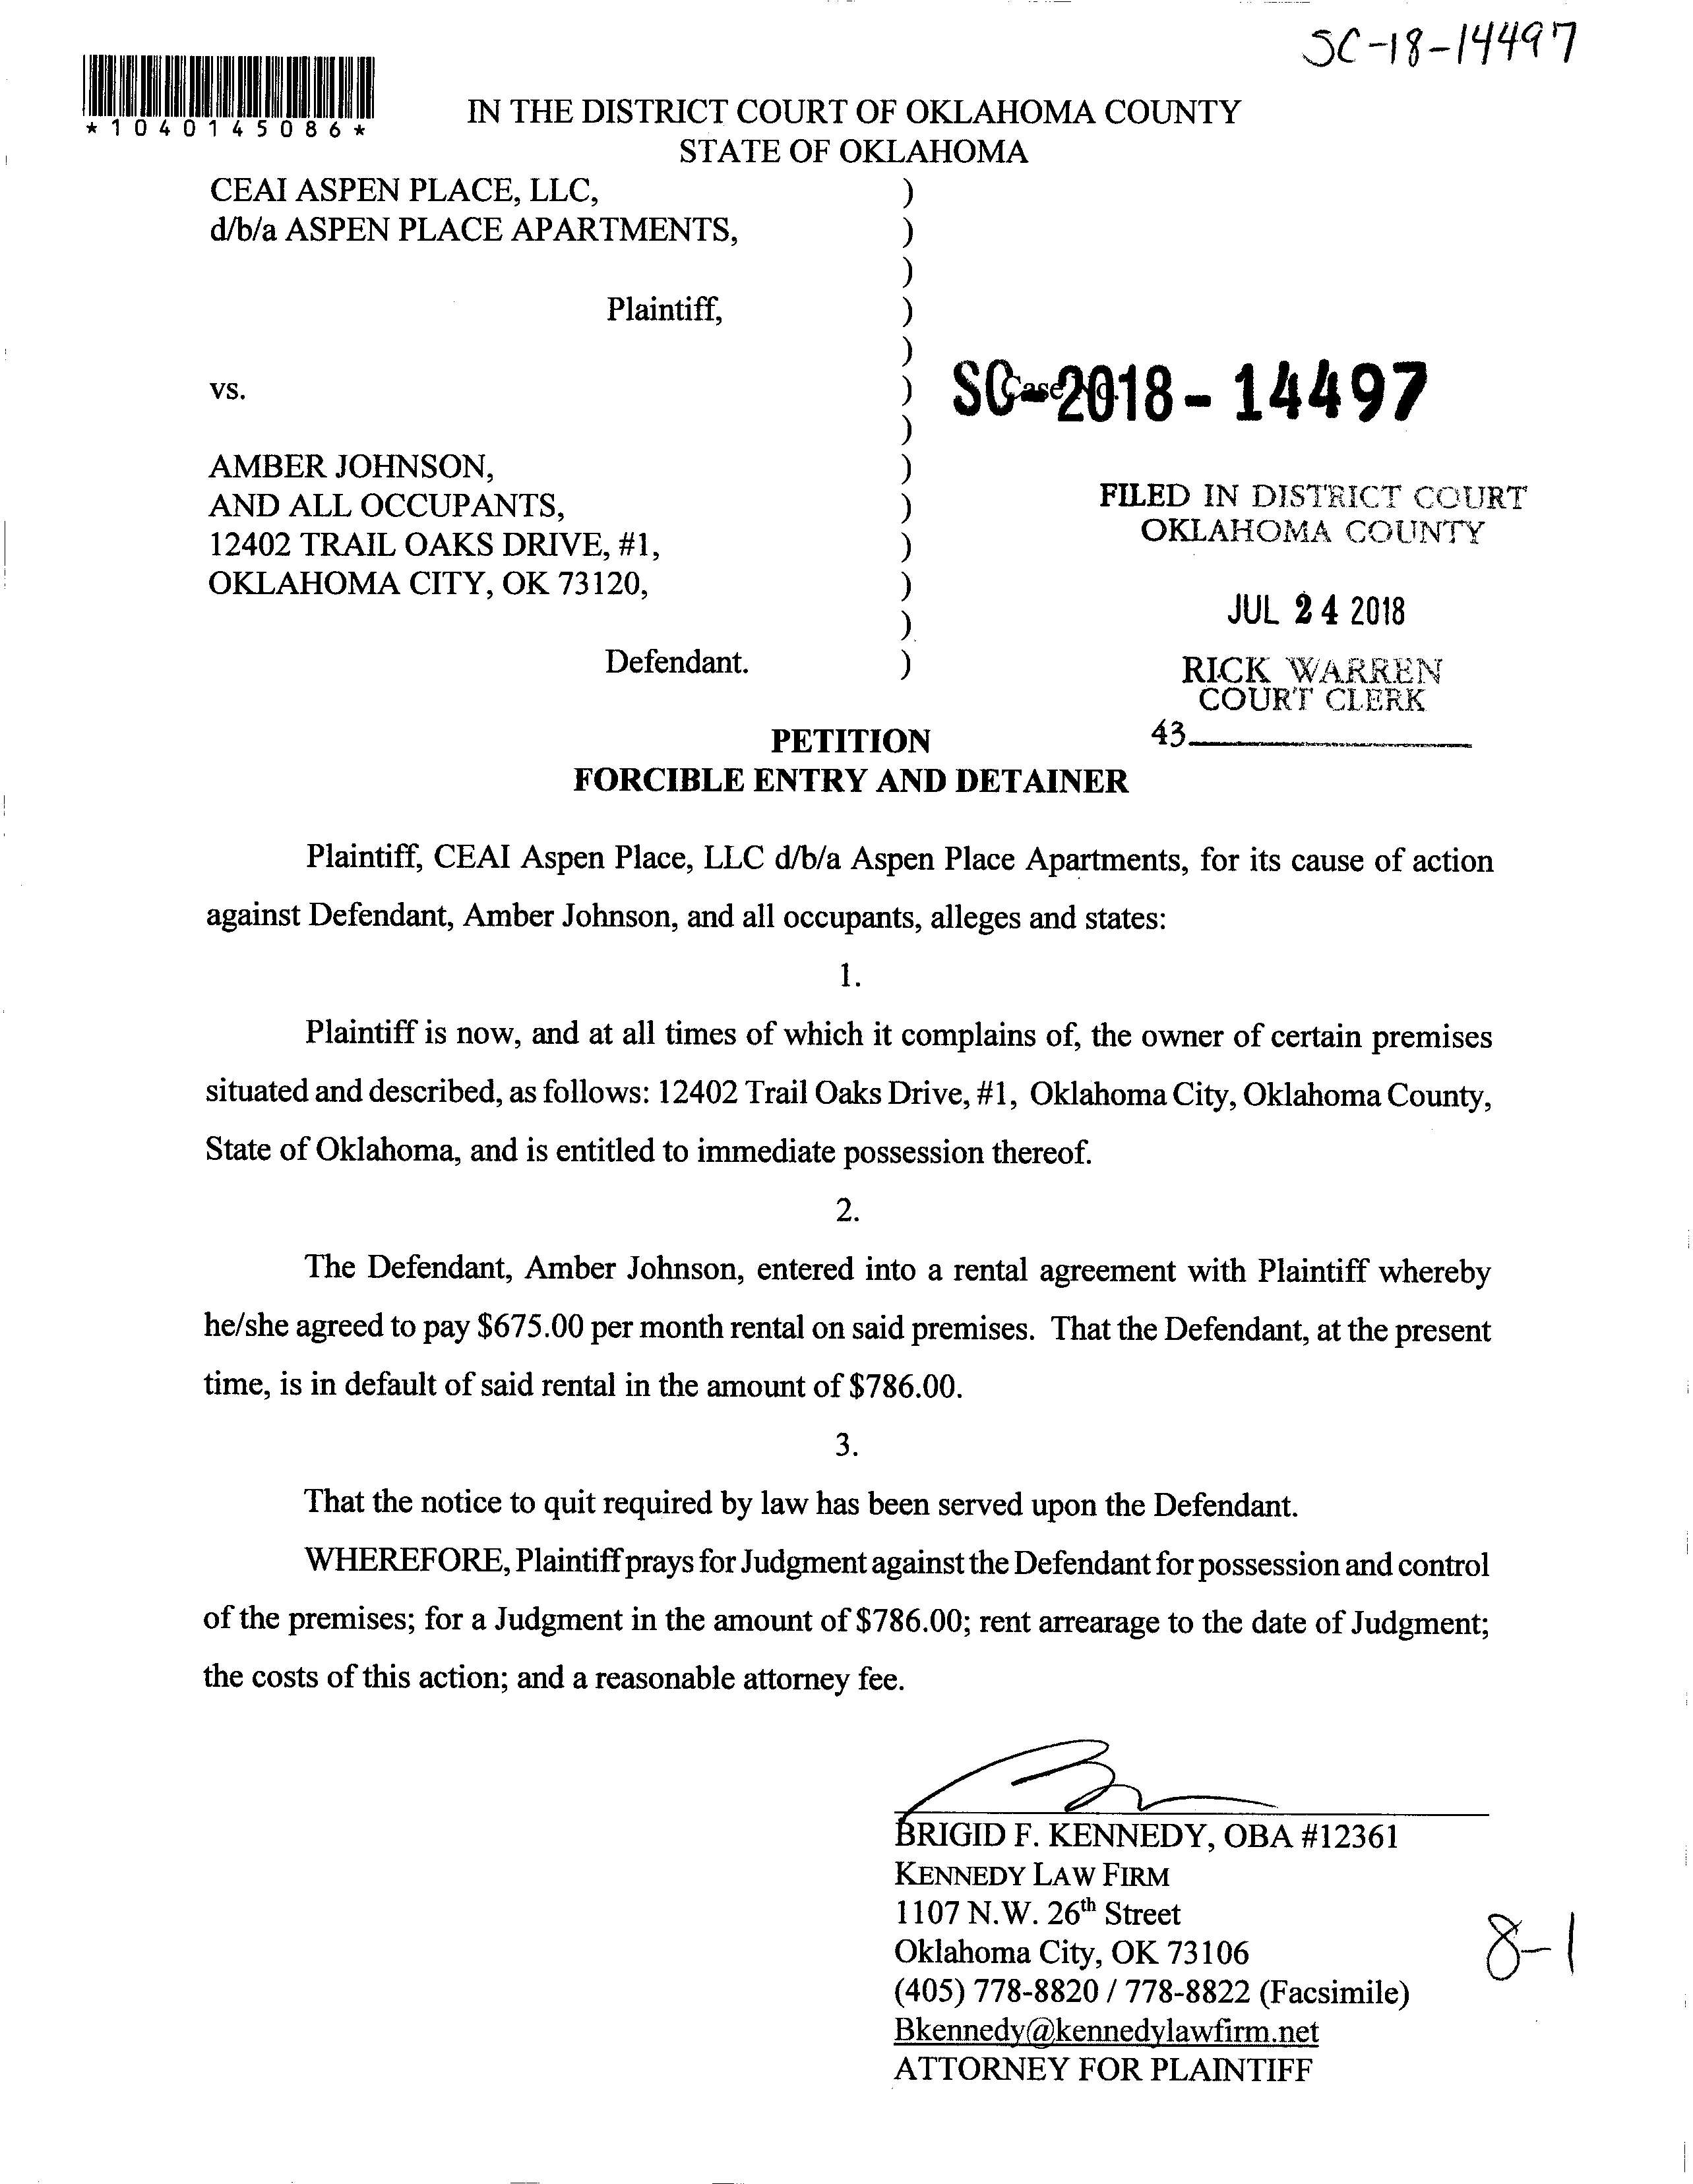 SC-18-14497
*1040145086*
IN THE DISTRICT COURT OF OKLAHOMA COUNTY
STATE OF OKLAHOMA
CEAI ASPEN PLACE, LLC, )
d/b/a ASPEN PLACE APARTMENTS, )
)
Plaintiff, )
)
vs. ) Case No. SC-2018-14497
)
AMBER JOHNSON, )
AND ALL OCCUPANTS, )
12402 TRAIL OAKS DRIVE, #1, )
OKLAHOMA CITY, OK 73120, )
)
Defendant. )
FILED IN DISTRICT COURT
OKLAHOMA COUNTY
JUL 24 2018
RICK WARREN
COURT CLERK
43
PETITION
FORCIBLE ENTRY AND DETAINER
Plaintiff, CEAI Aspen Place, LLC d/b/a Aspen Place Apartments, for its cause of action
against Defendant, Amber Johnson, and all occupants, alleges and states:
1.
Plaintiff is now, and at all times of which it complains of, the owner of certain premises
situated and described, as follows: 12402 Trail Oaks Drive, #1, Oklahoma City, Oklahoma County,
State of Oklahoma, and is entitled to immediate possession thereof.
2.
The Defendant, Amber Johnson, entered into a rental agreement with Plaintiff whereby
he/she agreed to pay $675.00 per month rental on said premises. That the Defendant, at the present
time, is in default of said rental in the amount of $786.00.
3.
That the notice to quit required by law has been served upon the Defendant.
WHEREFORE, Plaintiff prays for Judgment against the Defendant for possession and control
of the premises; for a Judgment in the amount of $786.00; rent arrearage to the date of Judgment;
the costs of this action; and a reasonable attorney fee.
BRIGID F. KENNEDY, OBA #12361
KENNEDY LAW FIRM
1107 N.W. 26th Street
Oklahoma City, OK 73106
(405) 778-8820 / 778-8822 (Facsimile)
Bkennedy@kennedylawfirm.net
ATTORNEY FOR PLAINTIFF
8-1